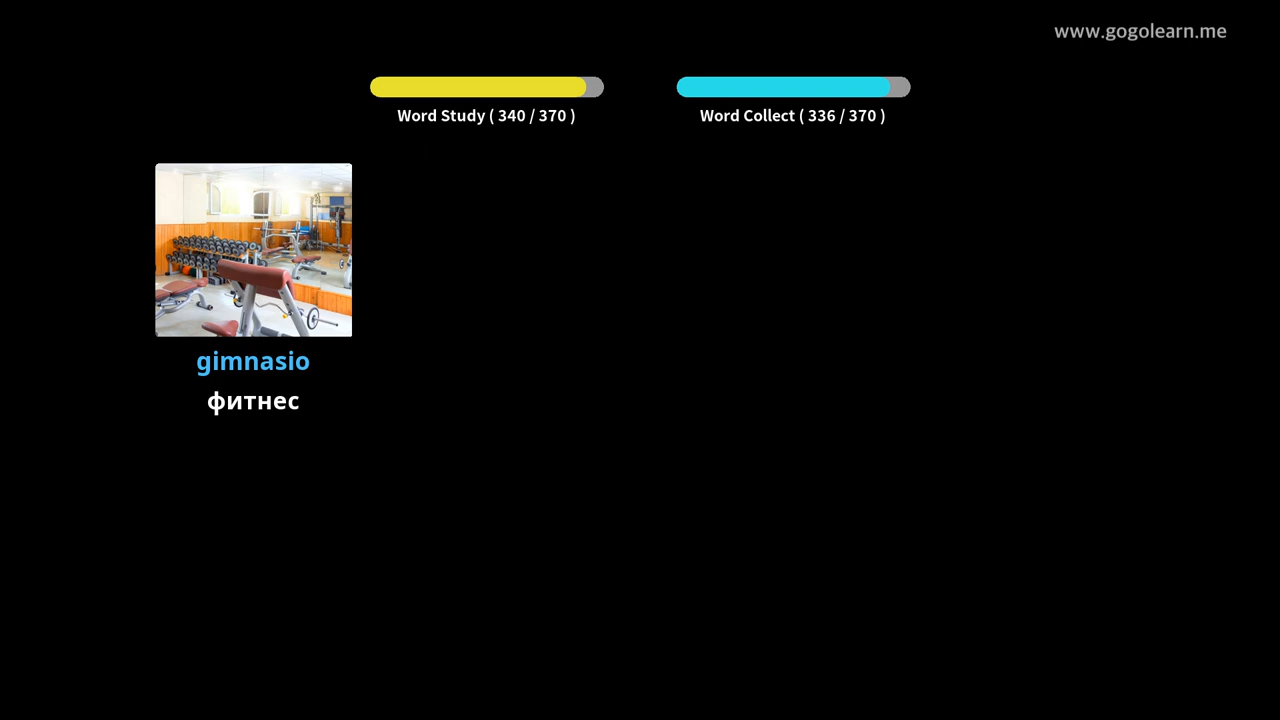 www.gogolearn.me
Word Study ( 340 / 370 )
Word Collect ( 336 / 370 )
gimnasio
фитнес